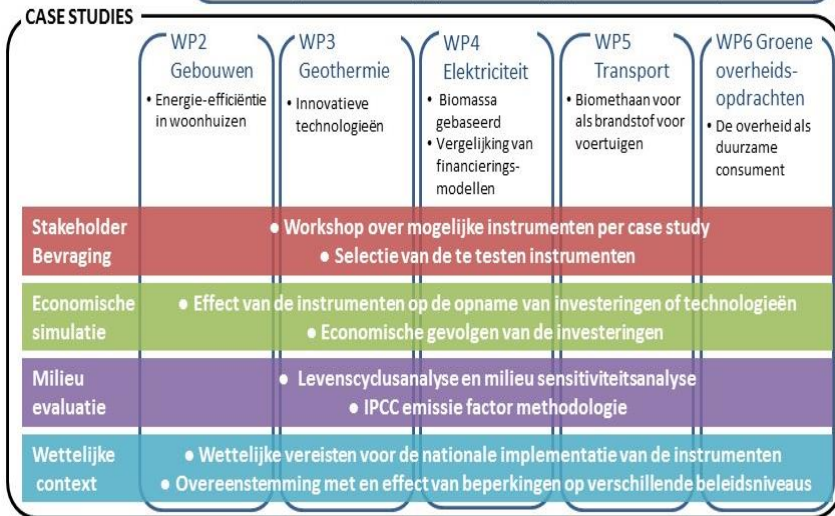 CASE STUDIES
WP2
Gebouwen
• Energie-efficiëntie
in woonhuizen
WP3
Geothermie
• Innovatieve
technologieën
WP4
Elektriciteit
• Biomassa
gebaseerd
• Vergelijking van
financierings-
modellen
WP5
Transport
• Biomethaan voor
als brandstof voor
voertuigen
WP6 Groene
overheids-
opdrachten
• De overheid als
duurzame
consument
Stakeholder
Bevraging
● Workshop over mogelijke instrumenten per case study
● Selectie van de te testen instrumenten
Economische
simulatie
● Effect van de instrumenten op de opname van investeringen of technologieën
● Economische gevolgen van de investeringen
Milieu
evaluatie
● Levenscyclusanalyse en milieu sensitiviteitsanalyse
● IPCC emissie factor methodologie
Wettelijke
context
● Wettelijke vereisten voor de nationale implementatie van de instrumenten
● Overeenstemming met en effect van beperkingen op verschillende beleidsniveaus